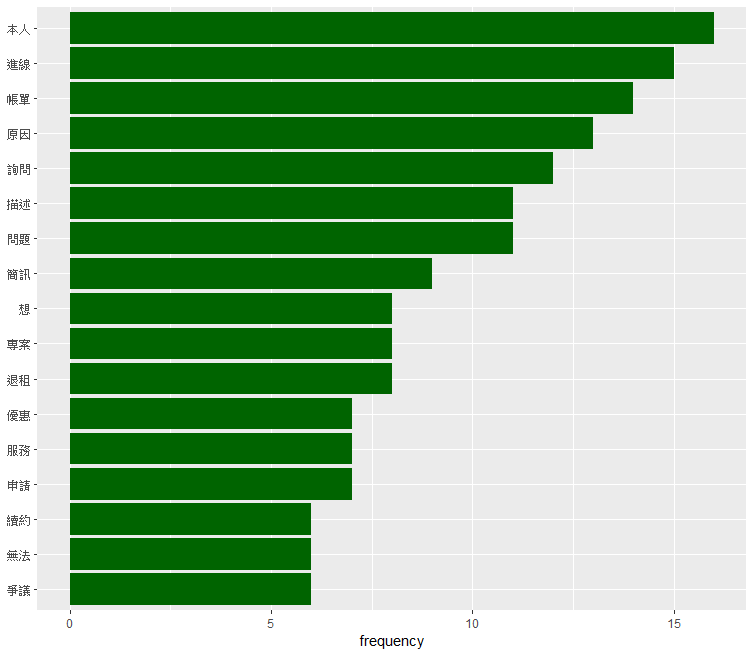 本人
進線
帳單
原因
詢問
描述
問題
簡訊
想
專案
退租
優惠
服務
申請
續約
無法
爭議
0 5 10 15
frequency